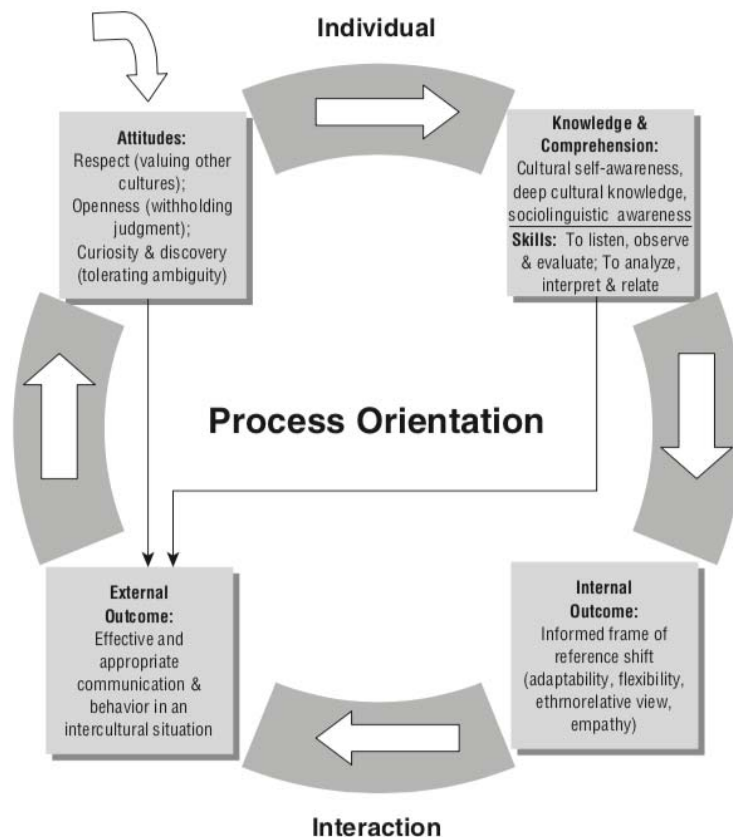 Individual
Attitudes:
Respect (valuing other
cultures);
Openness (withholding
judgment);
Curiosity & discovery
(tolerating ambiguity)
Knowledge &
Comprehension:
Cultural self-awareness,
deep cultural knowledge,
sociolinguistic awareness
Skills: To listen, observe
& evaluate; To analyze,
interpret & relate
Process Orientation
External
Outcome:
Effective and
appropriate
communication &
behavior in an
intercultural situation
Internal
Outcome:
Informed frame of
reference shift
(adaptability, flexibility,
ethmorelative view,
empathy)
Interaction